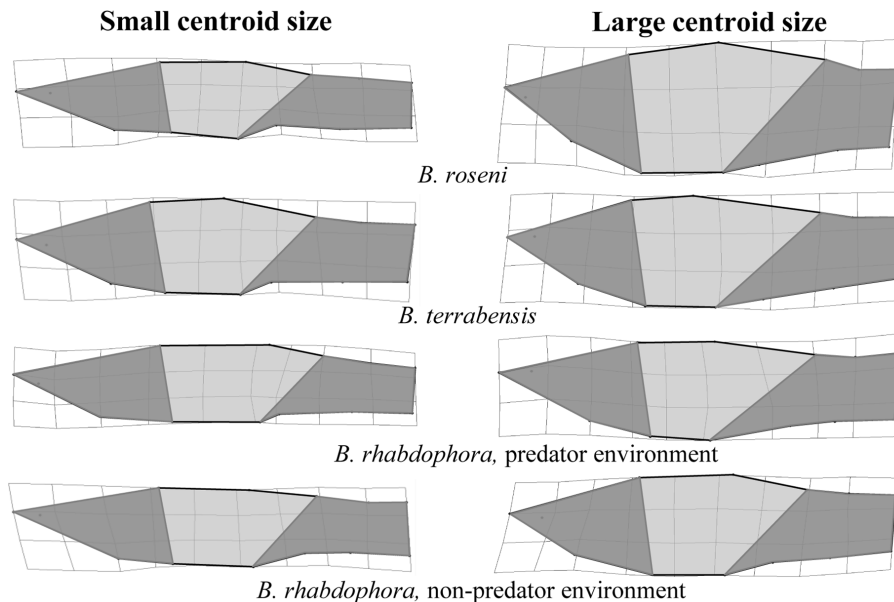 Small centroid size
Large centroid size
B. roseni
B. terrabensis
B. rhabdophora, predator environment
B. rhabdophora, non-predator environment